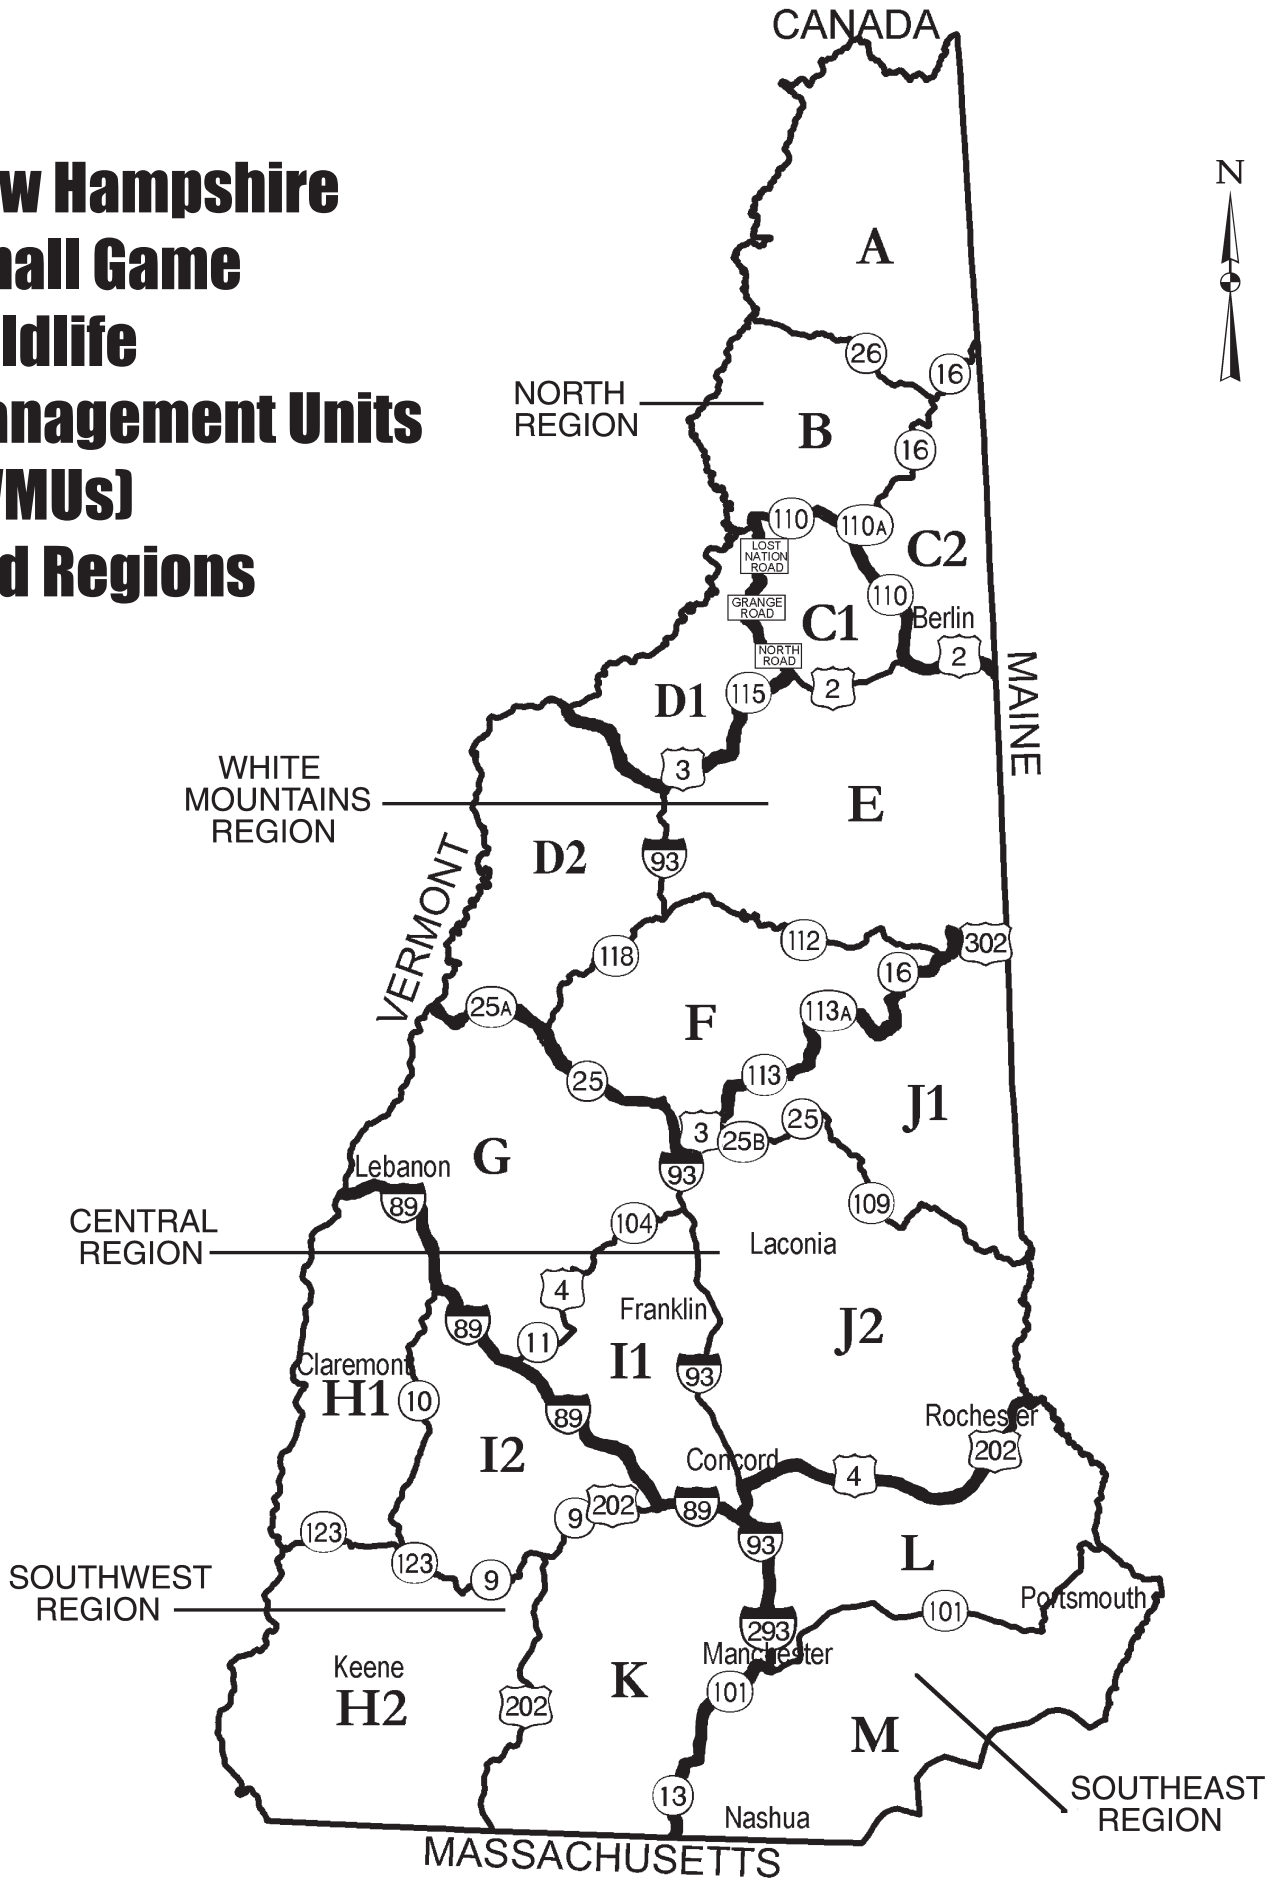 CANADA
w Hampshire
nall Game
ildlife
anagement Units
/MUs)
d Regions
N
A
26
16
NORTH
REGION
B
16
110
110A
C2
LOST
NATION
ROAD
110
GRANGE
ROAD
C1
Berlin
NORTH
ROAD
2
2
MAINE
D1
115
3
WHITE
MOUNTAINS
REGION
E
D2
93
VERMONT
118
112
302
16
25A
113A
F
25
113
J1
3
25B
25
G
93
Lebanon
89
109
104
CENTRAL
REGION
Laconia
4
Franklin
89
11
J2
I1
93
Claremont
H1
10
89
Rochester
202
I2
Concord
4
202
9
89
123
123
93
L
9
SOUTHWEST
REGION
Portsmouth
101
293
Manchester
Keene
H2
K
101
202
M
13
Nashua
SOUTHEAST
REGION
MASSACHUSETTS